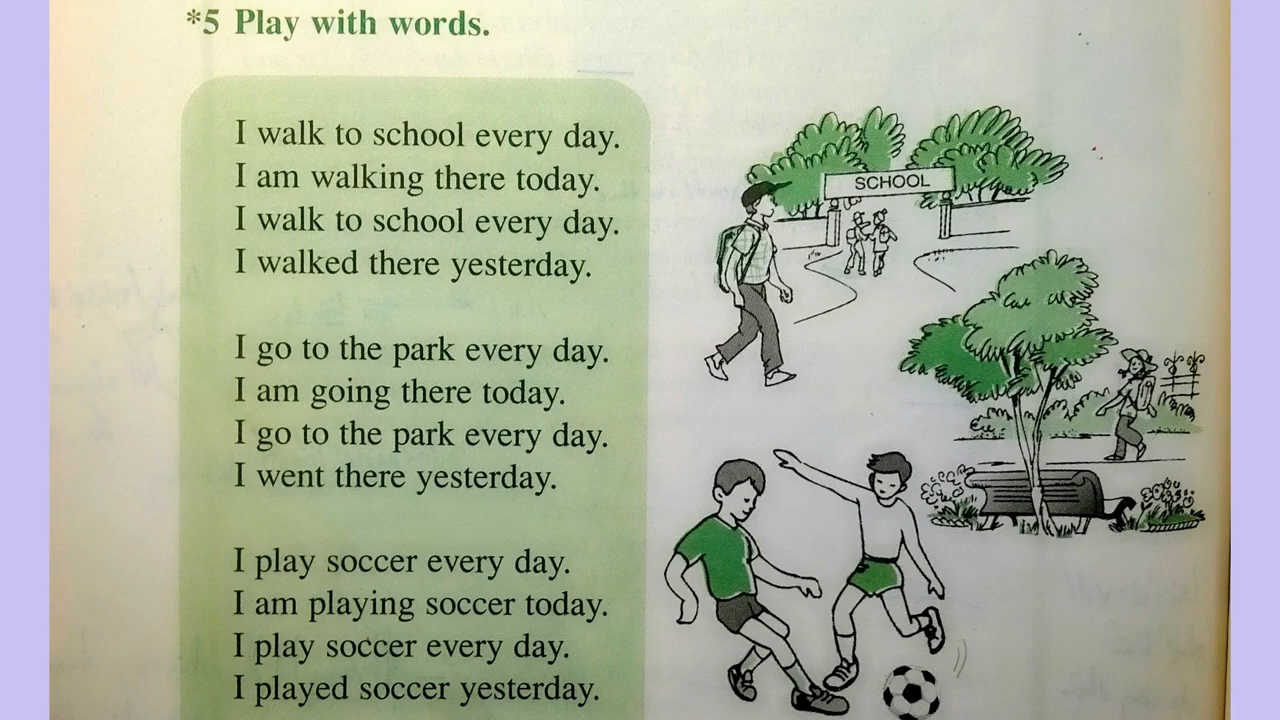 *5 Play with words.
I walk to school every day.
I am walking there today.
I walk to school every day.
I walked there yesterday.
I go to the park every day.
I am going there today.
I go to the park every day.
I went there yesterday.
I play soccer every day.
I am playing soccer today.
I play soccer every day.
I played soccer yesterday.
SCHOOL